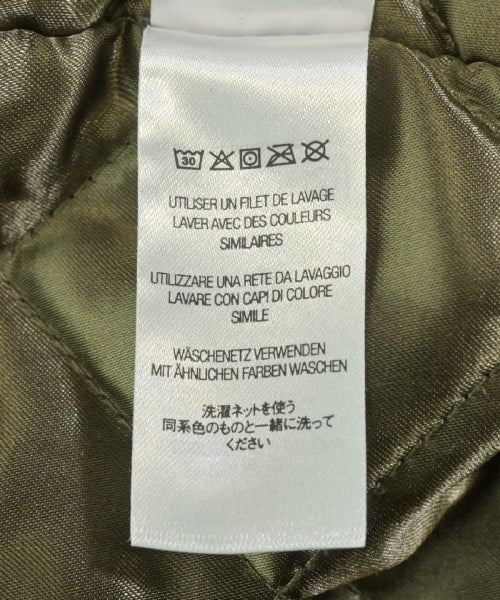 30
UTILISER UN FILET DE LAVAGE
LAVER AVEC DES COULEURS
SIMILAIRES
UTILIZZARE UNA RETE DA LAVAGGIO
LAVARE CON CAPI DI COLORE
SIMILE
WÄSCHENETZ VERWENDEN
MIT ÄHNLICHEN FARBEN WASCHEN
洗濯ネットを使う
同系色のものと一緒に洗って
ください